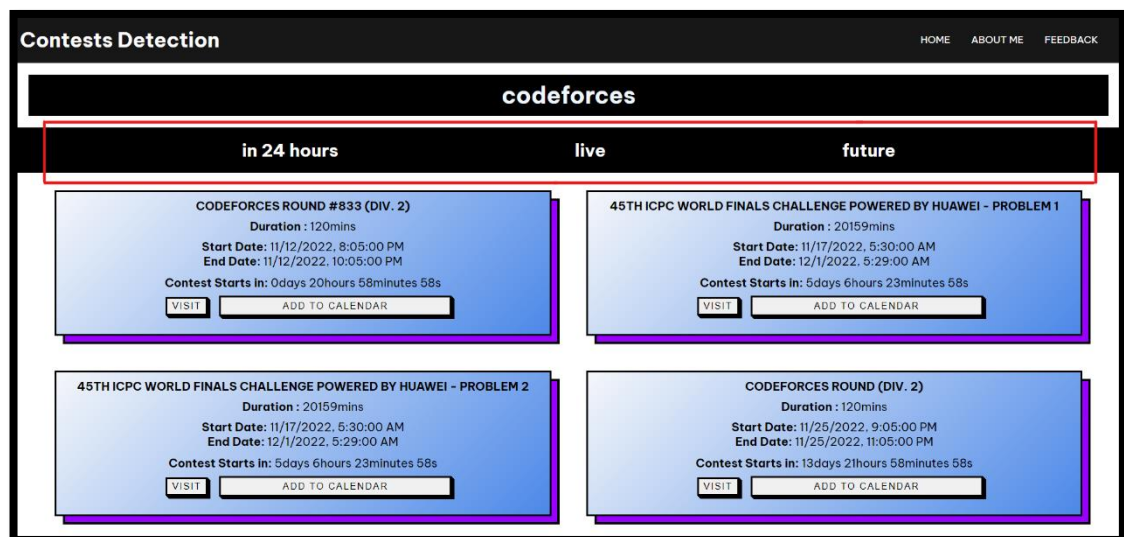 Contests Detection
HOME ABOUT ME FEEDBACK
codeforces
in 24 hours live future
CODEFORCES ROUND #833 (DIV. 2)
Duration : 120mins
Start Date: 11/12/2022, 8:05:00 PM
End Date: 11/12/2022, 10:05:00 PM
Contest Starts in: 0days 20hours 58minutes 58s
VISIT ADD TO CALENDAR
45TH ICPC WORLD FINALS CHALLENGE POWERED BY HUAWEI - PROBLEM 1
Duration : 20159mins
Start Date: 11/17/2022, 5:30:00 AM
End Date: 12/1/2022, 5:29:00 AM
Contest Starts in: 5days 6hours 23minutes 58s
VISIT ADD TO CALENDAR
45TH ICPC WORLD FINALS CHALLENGE POWERED BY HUAWEI - PROBLEM 2
Duration : 20159mins
Start Date: 11/17/2022, 5:30:00 AM
End Date: 12/1/2022, 5:29:00 AM
Contest Starts in: 5days 6hours 23minutes 58s
VISIT ADD TO CALENDAR
CODEFORCES ROUND (DIV. 2)
Duration : 120mins
Start Date: 11/25/2022, 9:05:00 PM
End Date: 11/25/2022, 11:05:00 PM
Contest Starts in: 13days 21hours 58minutes 58s
VISIT ADD TO CALENDAR